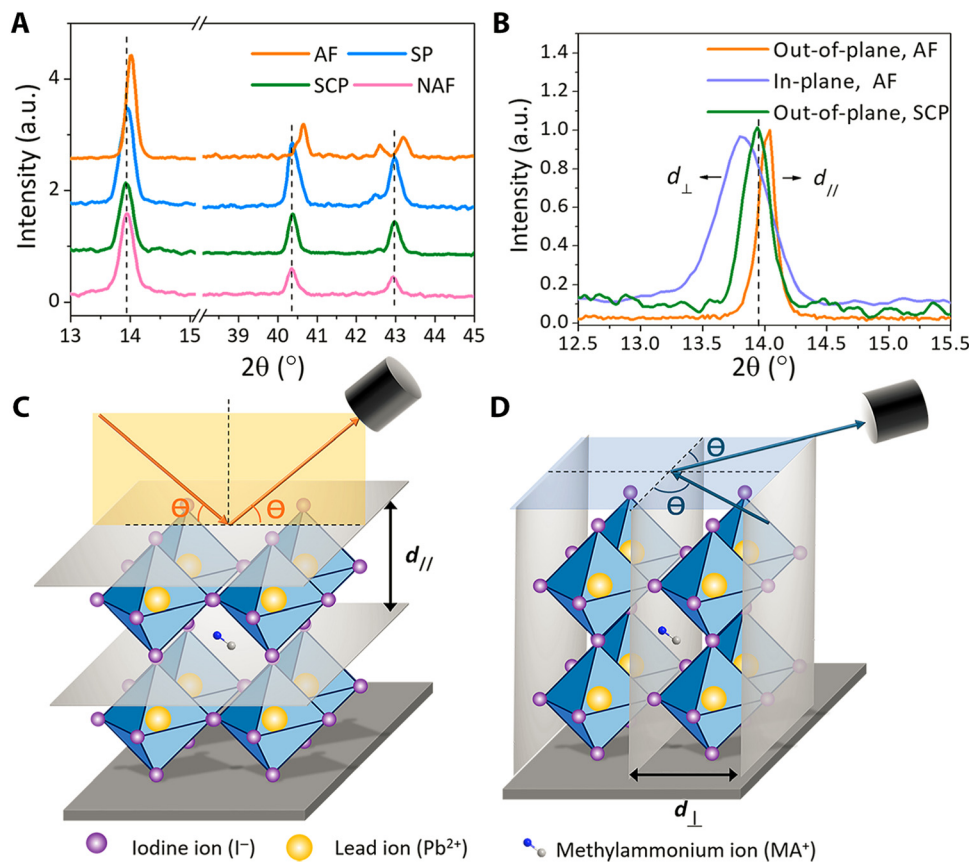 A
AF SP
SCP NAF
Intensity (a.u.)
4
2
0
13 14 15 39 40 41 42 43 44 45
2θ (°)
B
Out-of-plane, AF
In-plane, AF
Out-of-plane, SCP
d⊥ d//
Intensity (a.u.)
1.4
1.2
1.0
0.8
0.6
0.4
0.2
0.0
12.5 13.0 13.5 14.0 14.5 15.0 15.5
2θ (°)
C
Θ Θ
d//
D
Θ
Θ
d⊥
Iodine ion (I⁻) Lead ion (Pb²⁺) Methylammonium ion (MA⁺)